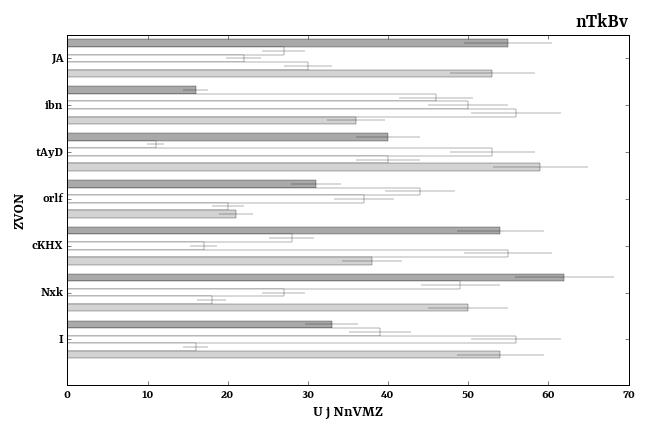 nTkBv
ZVON
JA
ibn
tAyD
orlf
cKHX
Nxk
I
0 10 20 30 40 50 60 70
U j NnVMZ